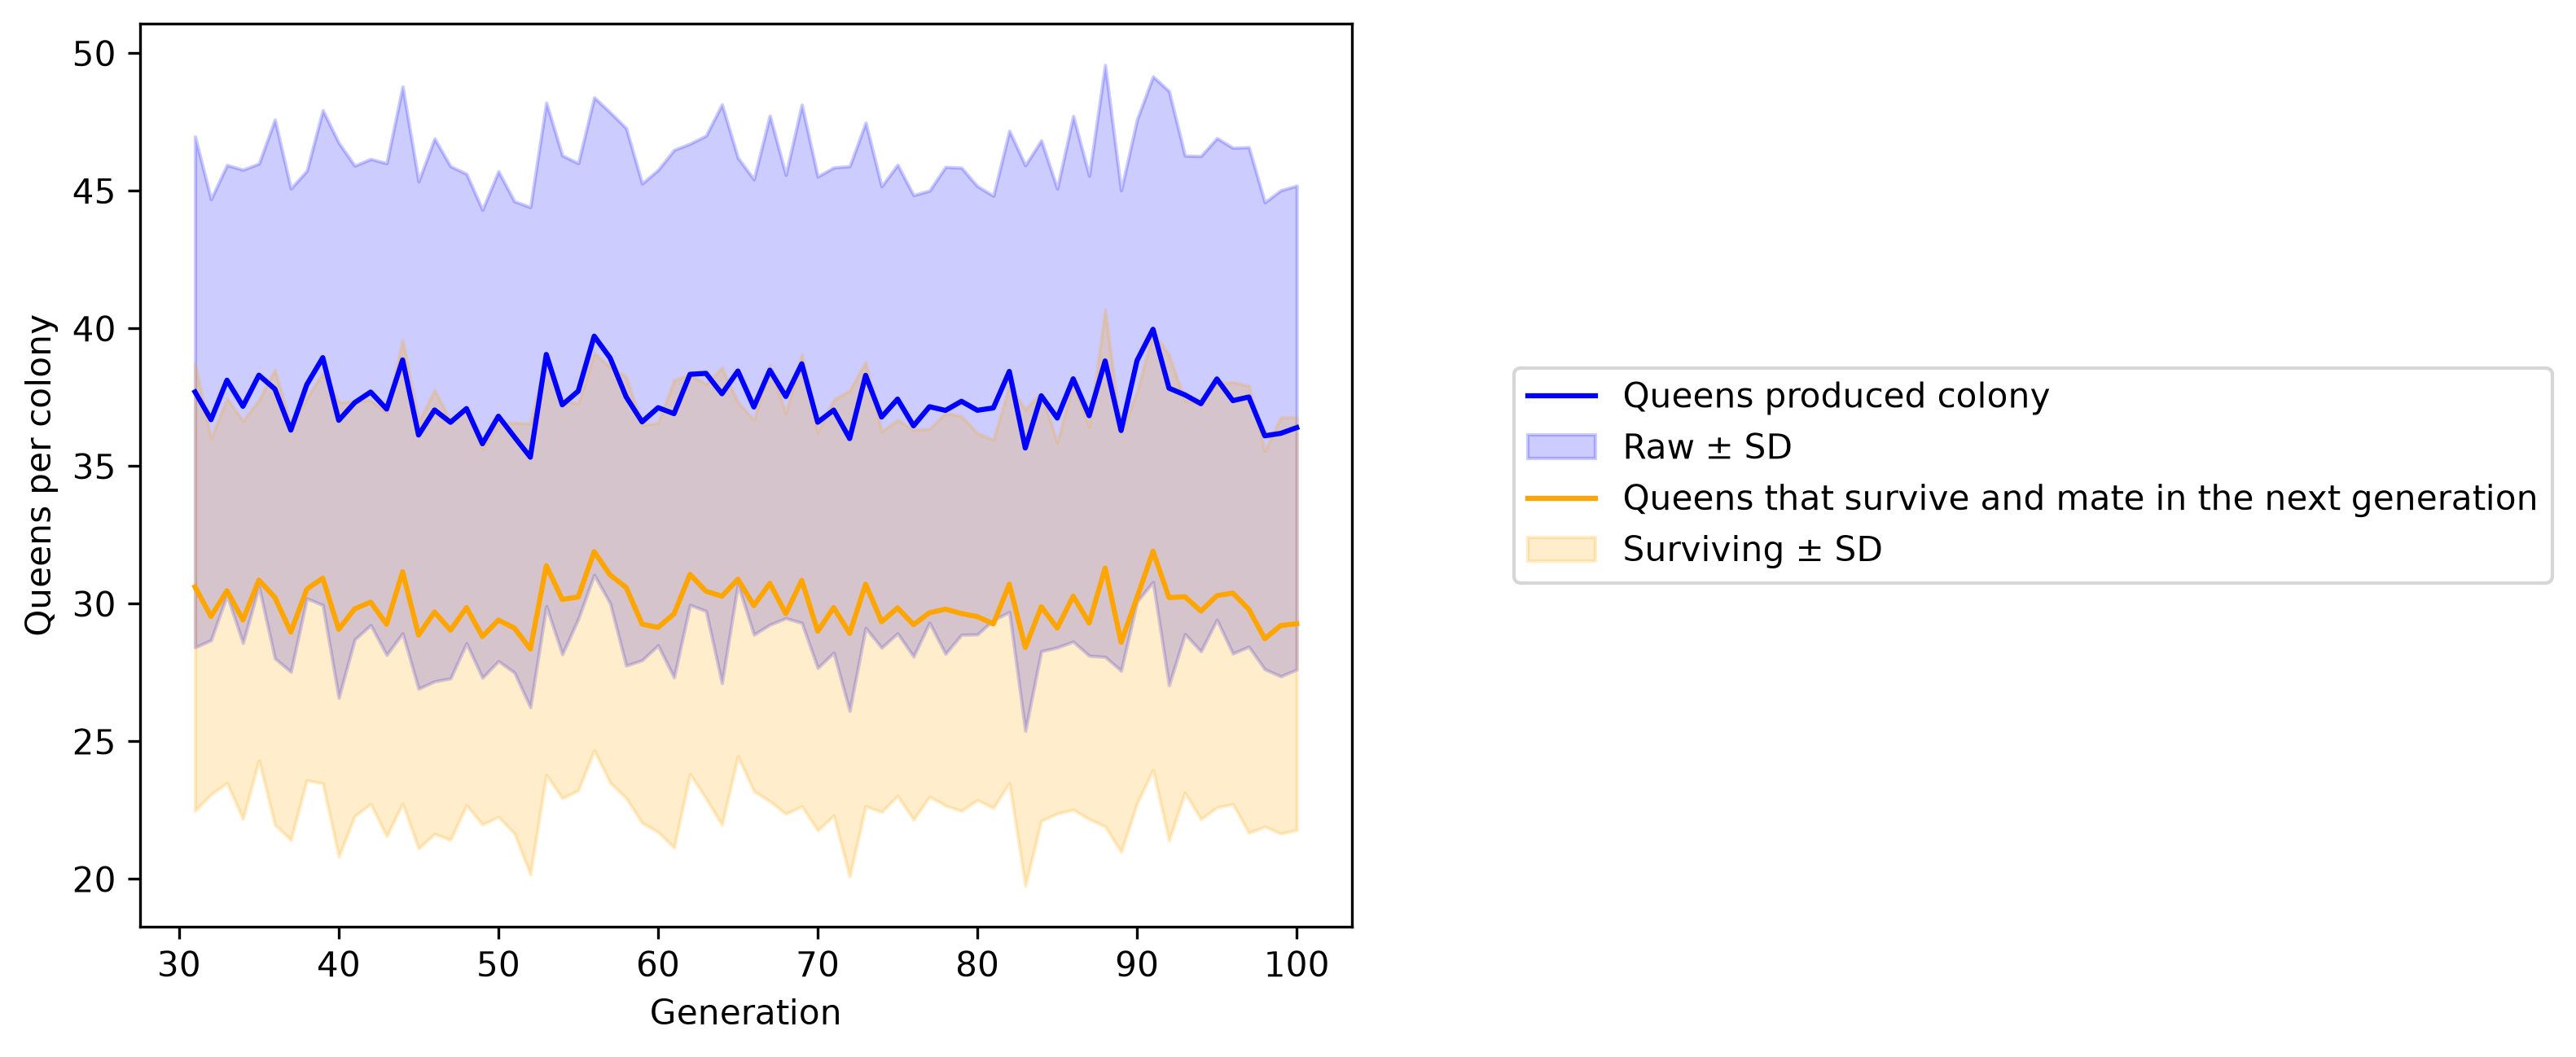 50
45
40
35
30
25
20
Queens per colony
30 40 50 60 70 80 90 100
Generation
Queens produced colony
Raw ± SD
Queens that survive and mate in the next generation
Surviving ± SD